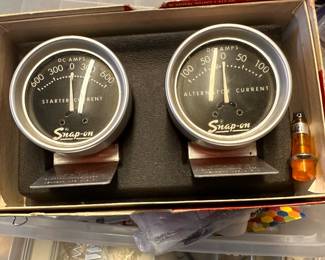 DC AMPS
600 300 0 300 600
STARTER CURRENT
Snap-on
DC AMPS
100 50 0 50 100
ALTERNATOR CURRENT
Snap-on